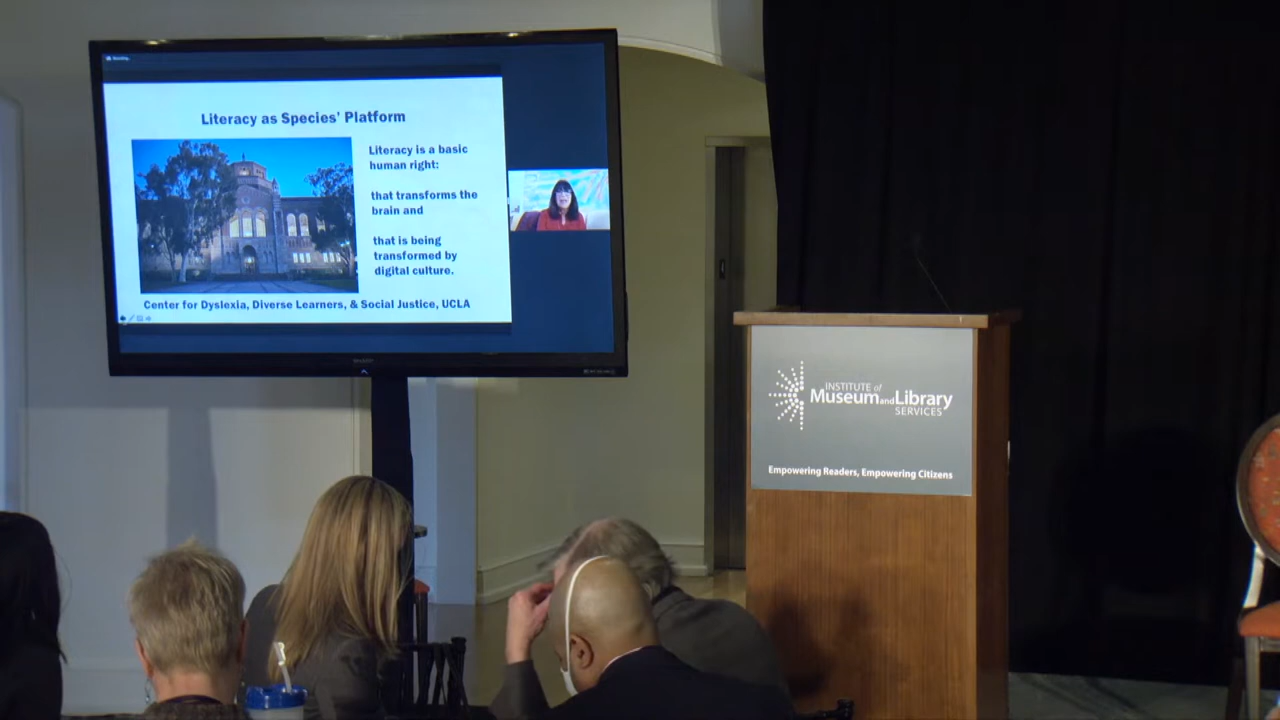 Literacy as Species' Platform
Literacy is a basic
human right:
that transforms the
brain and
that is being
transformed by
digital culture.
Center for Dyslexia, Diverse Learners, & Social Justice, UCLA
INSTITUTE of
Museum and Library
SERVICES
Empowering Readers, Empowering Citizens